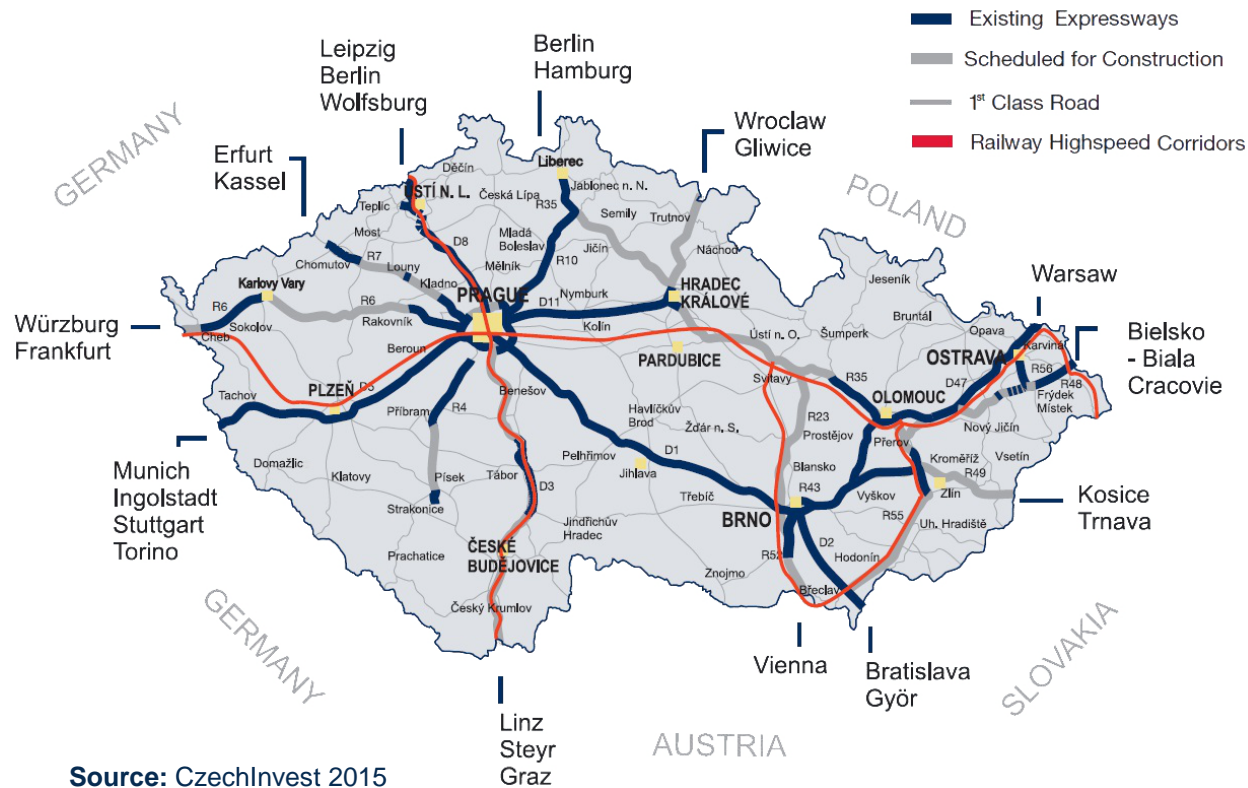 Existing Expressways
Scheduled for Construction
1st Class Road
Railway Highspeed Corridors
Leipzig
Berlin
Wolfsburg
Berlin
Hamburg
Wroclaw
Gliwice
GERMANY
Erfurt
Kassel
POLAND
Warsaw
Bielsko
- Biala
Cracovie
Würzburg
Frankfurt
Munich
Ingolstadt
Stuttgart
Torino
GERMANY
Linz
Steyr
Graz
AUSTRIA
Vienna
Bratislava
Györ
SLOVAKIA
Kosice
Trnava
Děčín
ÚSTÍ N. L.
Teplic
Most
Česká Lípa
Liberec
Jablonec n. N.
R35
Semily
Trutnov
Mladá
Boleslav
Jičín
Náchod
D8
R10
Mělník
R7
Chomutov
Louny
Kladno
Karlovy Vary
R6
R6
Sokolov
Cheb
Rakovník
PRAGUE
D11
Nymburk
HRADEC
KRÁLOVÉ
Kolín
Beroun
PARDUBICE
Ústí n. O.
Šumperk
Jeseník
Bruntál
Opava
Karviná
OSTRAVA
R56
R48
Frýdek
Místek
D47
R35
OLOMOUC
Nový Jičín
Svitavy
Tachov
PLZEŇ
D5
Benešov
R4
Příbram
Havlíčkův
Brod
Žďár n. S.
R23
Prostějov
Přerov
Kroměříž
Vsetín
R49
Zlín
Domažlic
Klatovy
Písek
Tábor
Pelhřimov
Jihlava
D1
Blansko
R43
Vyškov
Strakonice
D3
Třebíč
BRNO
R55
Uh. Hradiště
Jindřichův
Hradec
Prachatice
ČESKÉ
BUDĚJOVICE
R52
D2
Hodonín
Znojmo
Břeclav
Český Krumlov
Source: CzechInvest 2015